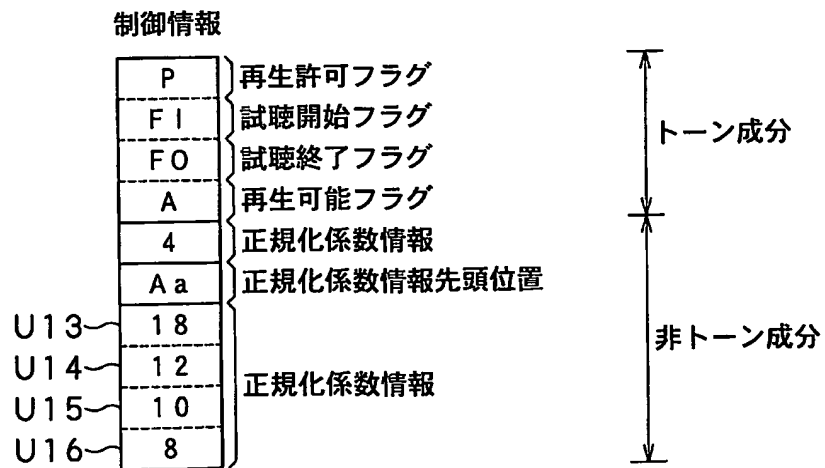 制御情報
P 再生許可フラグ
FI 試聴開始フラグ
FO 試聴終了フラグ
トーン成分
A 再生可能フラグ
4 正規化係数情報
Aa 正規化係数情報先頭位置
U13 18
U14 12
非トーン成分
正規化係数情報
U15 10
U16 8